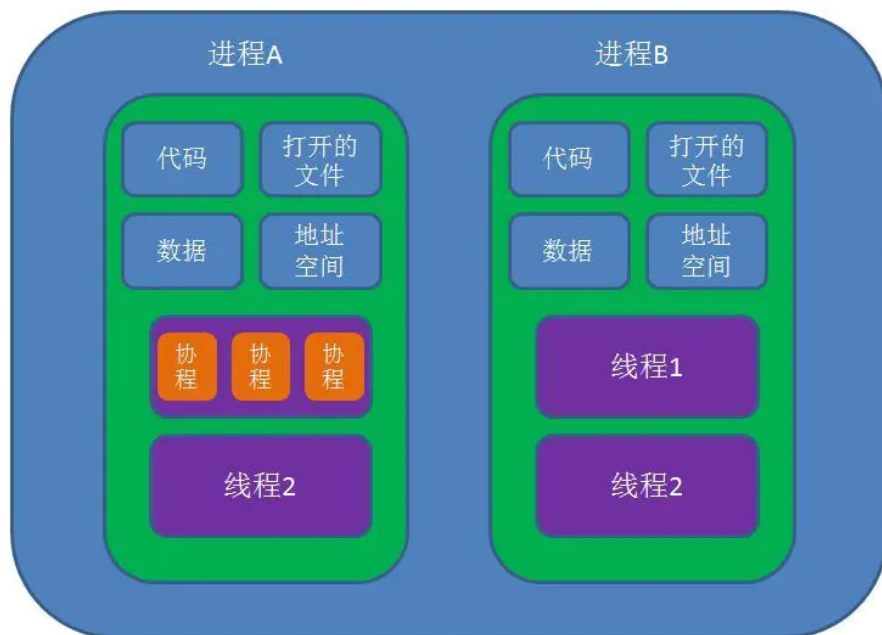 进程A
进程B
代码
打开的
文件
代码
打开的
文件
数据
地址
空间
数据
地址
空间
协
程
协
程
协
程
线程1
线程2
线程2